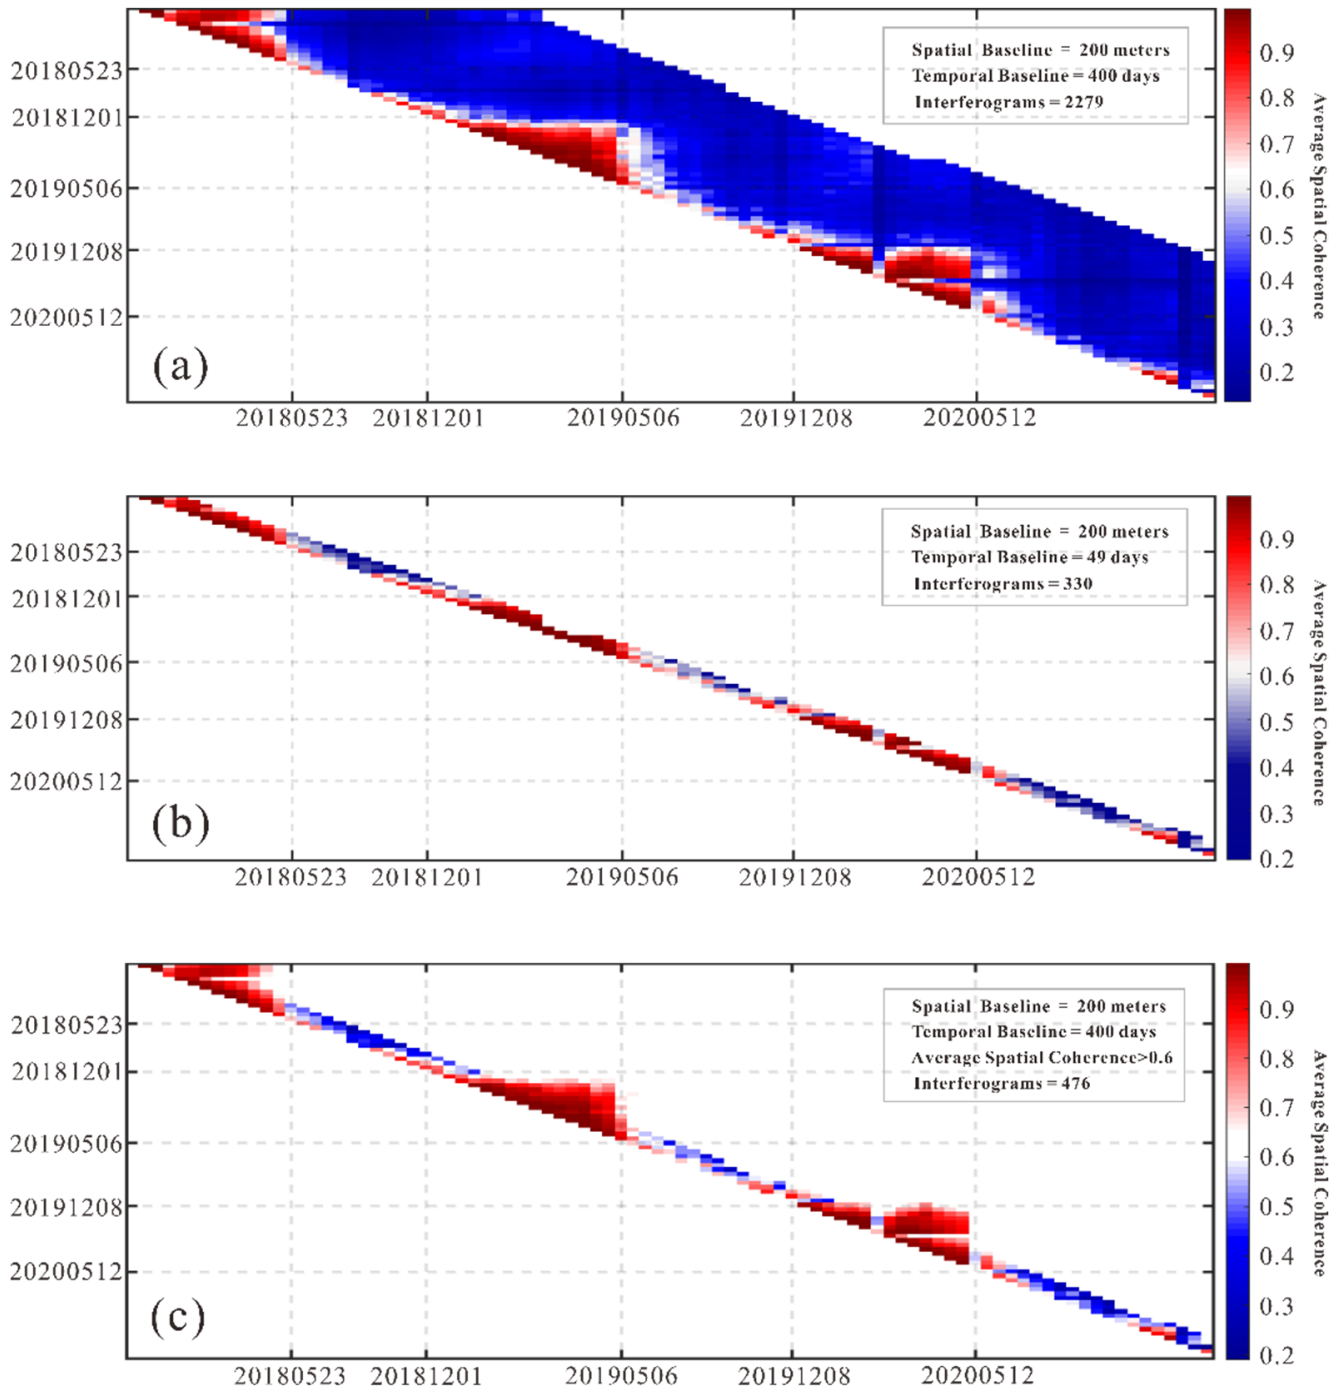 Spatial Baseline = 200 meters
Temporal Baseline = 400 days
Interferograms = 2279
20180523
20181201
20190506
20191208
20200512
(a)
20180523 20181201 20190506 20191208 20200512
0.9
0.8
0.7
0.6
0.5
0.4
0.3
0.2
Average Spatial Coherence
Spatial Baseline = 200 meters
Temporal Baseline = 49 days
Interferograms = 330
20180523
20181201
20190506
20191208
20200512
(b)
20180523 20181201 20190506 20191208 20200512
0.9
0.8
0.7
0.6
0.5
0.4
0.3
0.2
Average Spatial Coherence
Spatial Baseline = 200 meters
Temporal Baseline = 400 days
Average Spatial Coherence>0.6
Interferograms = 476
20180523
20181201
20190506
20191208
20200512
(c)
20180523 20181201 20190506 20191208 20200512
0.9
0.8
0.7
0.6
0.5
0.4
0.3
0.2
Average Spatial Coherence